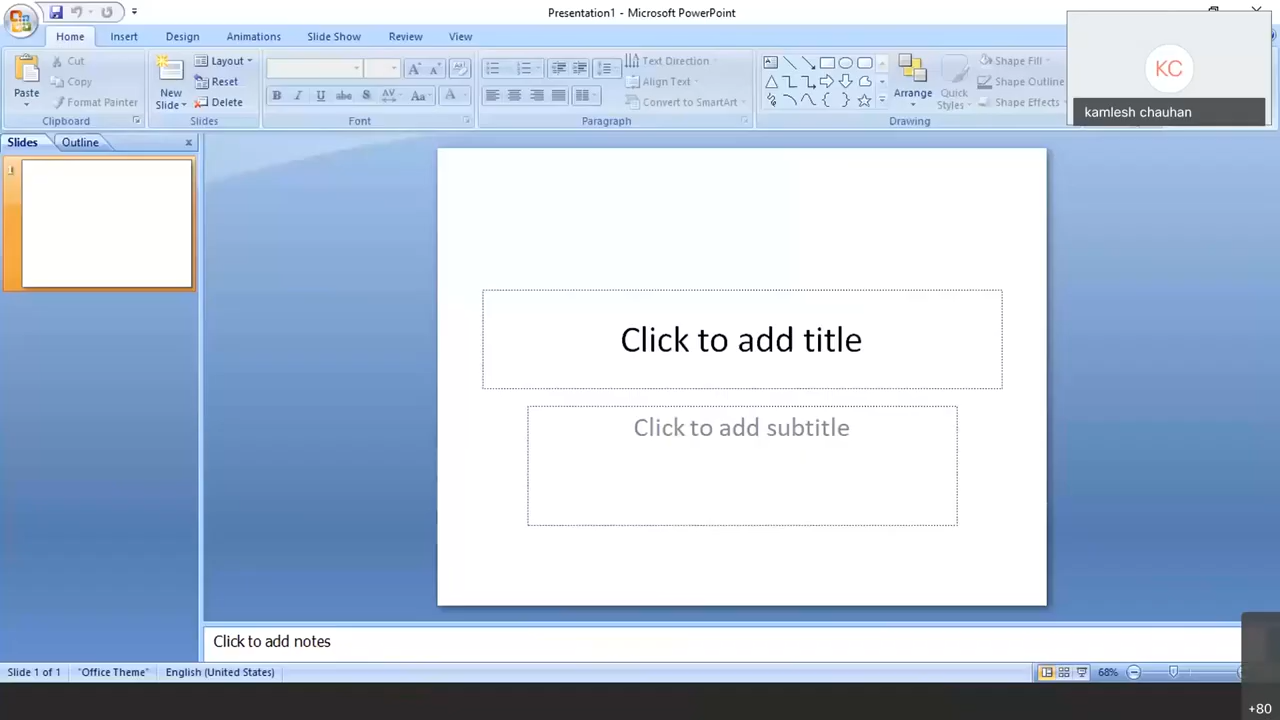 Presentation1 - Microsoft PowerPoint
Home Insert Design Animations Slide Show Review View
Paste
Cut
Copy
Format Painter
Clipboard
New
Slide
Layout
Reset
Delete
Slides
B I U abc S AV Aa A
Font
Text Direction
Align Text
Convert to SmartArt
Paragraph
Arrange
Quick
Styles
Shape Fill
Shape Outline
Shape Effects
Drawing
KC
kamlesh chauhan
Slides Outline
1
Click to add title
Click to add subtitle
Click to add notes
Slide 1 of 1 "Office Theme" English (United States) 68%
+80